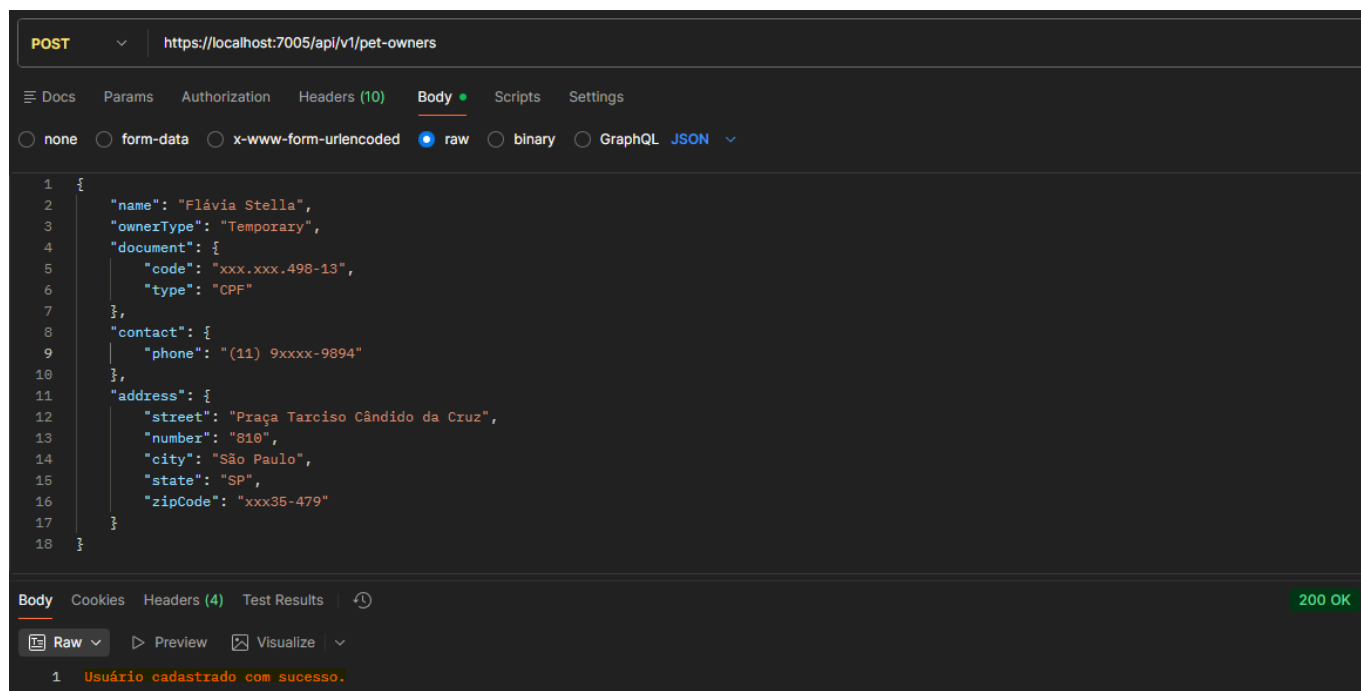 POST https://localhost:7005/api/v1/pet-owners
Docs Params Authorization Headers (10) Body Scripts Settings
none form-data x-www-form-urlencoded raw binary GraphQL JSON
1 {
2 "name": "Flávia Stella",
3 "ownerType": "Temporary",
4 "document": {
5 "code": "xxx.xxx.498-13",
6 "type": "CPF"
7 },
8 "contact": {
9 "phone": "(11) 9xxxx-9894"
10 },
11 "address": {
12 "street": "Praça Tarciso Cândido da Cruz",
13 "number": "810",
14 "city": "São Paulo",
15 "state": "SP",
16 "zipCode": "xxx35-479"
17 }
18 }
Body Cookies Headers (4) Test Results 200 OK
Raw Preview Visualize
1 Usuário cadastrado com sucesso.